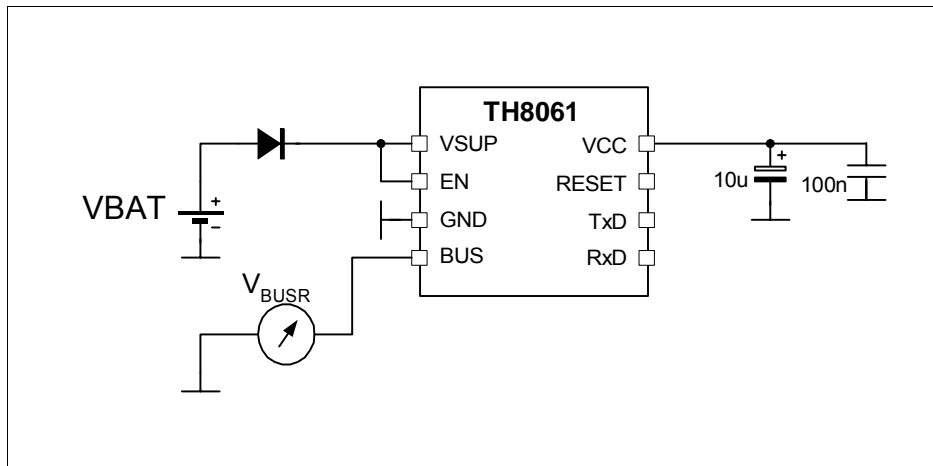 TH8061
VSUP
VCC
EN
RESET
10u
+
100n
VBAT
+
-
GND
TxD
BUS
RxD
VBUSR